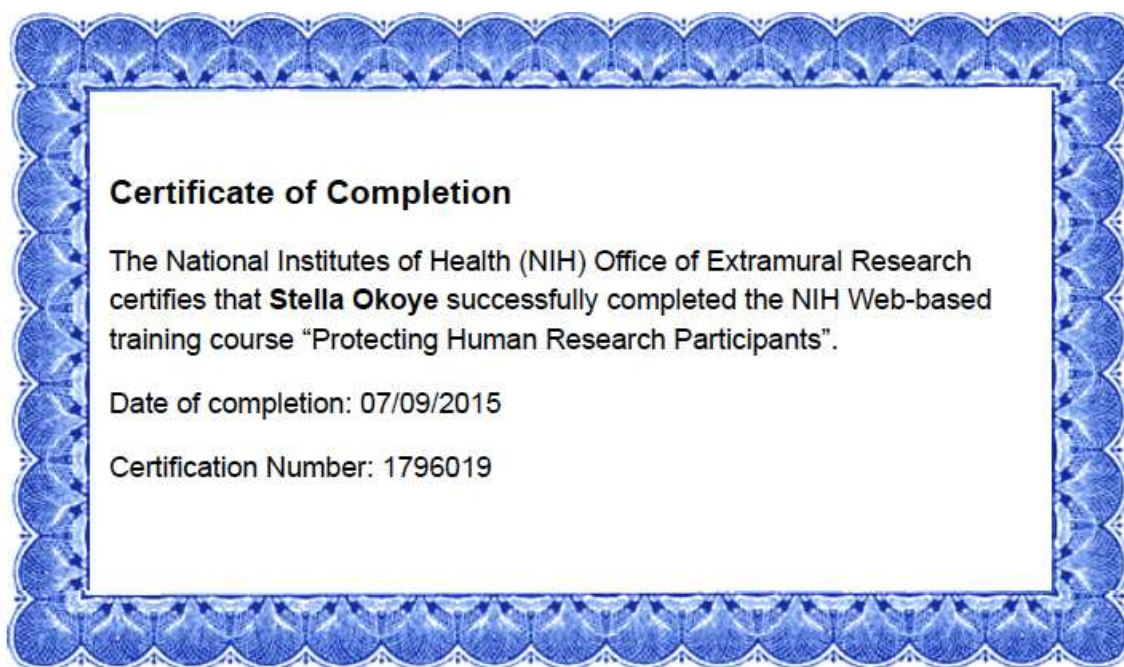 Certificate of Completion
The National Institutes of Health (NIH) Office of Extramural Research
certifies that Stella Okoye successfully completed the NIH Web-based
training course “Protecting Human Research Participants”.
Date of completion: 07/09/2015
Certification Number: 1796019